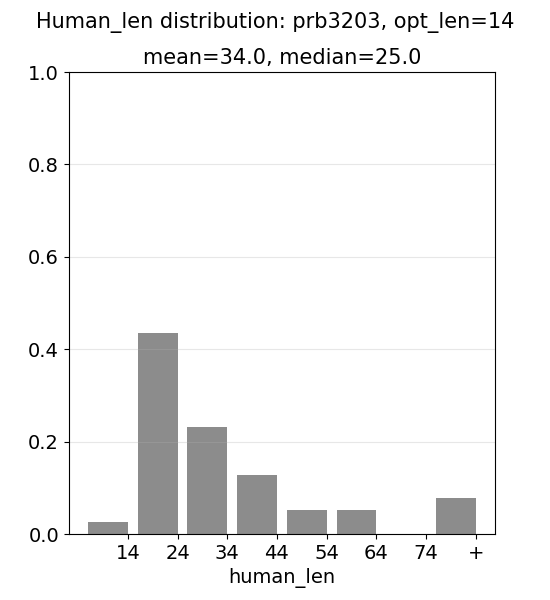 Human_len distribution: prb3203, opt_len=14
mean=34.0, median=25.0
1.0
0.8
0.6
0.4
0.2
0.0
14 24 34 44 54 64 74 +
human_len